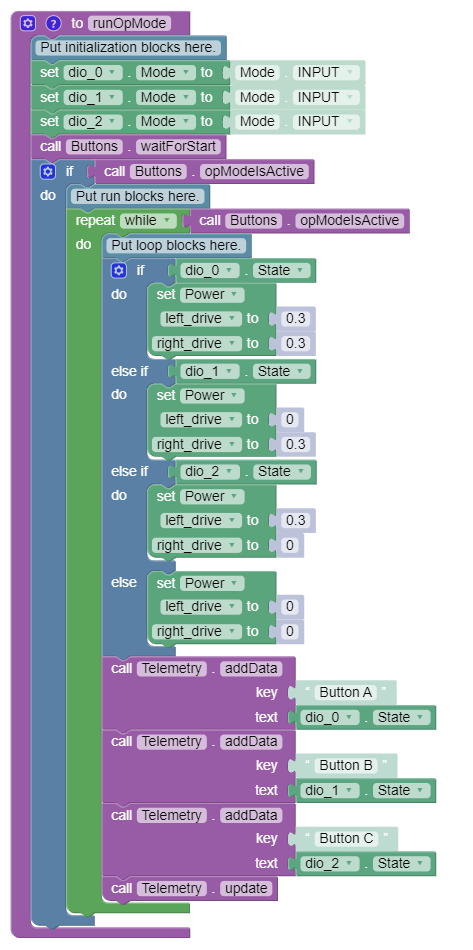 to runOpMode
Put initialization blocks here.
set dio_0 . Mode to Mode . INPUT
set dio_1 . Mode to Mode . INPUT
set dio_2 . Mode to Mode . INPUT
call Buttons . waitForStart
if call Buttons . opModeIsActive
do Put run blocks here.
repeat while call Buttons . opModeIsActive
do Put loop blocks here.
if dio_0 . State
do set Power
left_drive to 0.3
right_drive to 0.3
else if dio_1 . State
do set Power
left_drive to 0
right_drive to 0.3
else if dio_2 . State
do set Power
left_drive to 0.3
right_drive to 0
else set Power
left_drive to 0
right_drive to 0
call Telemetry . addData
key “ Button A ”
text dio_0 . State
call Telemetry . addData
key “ Button B ”
text dio_1 . State
call Telemetry . addData
key “ Button C ”
text dio_2 . State
call Telemetry . update